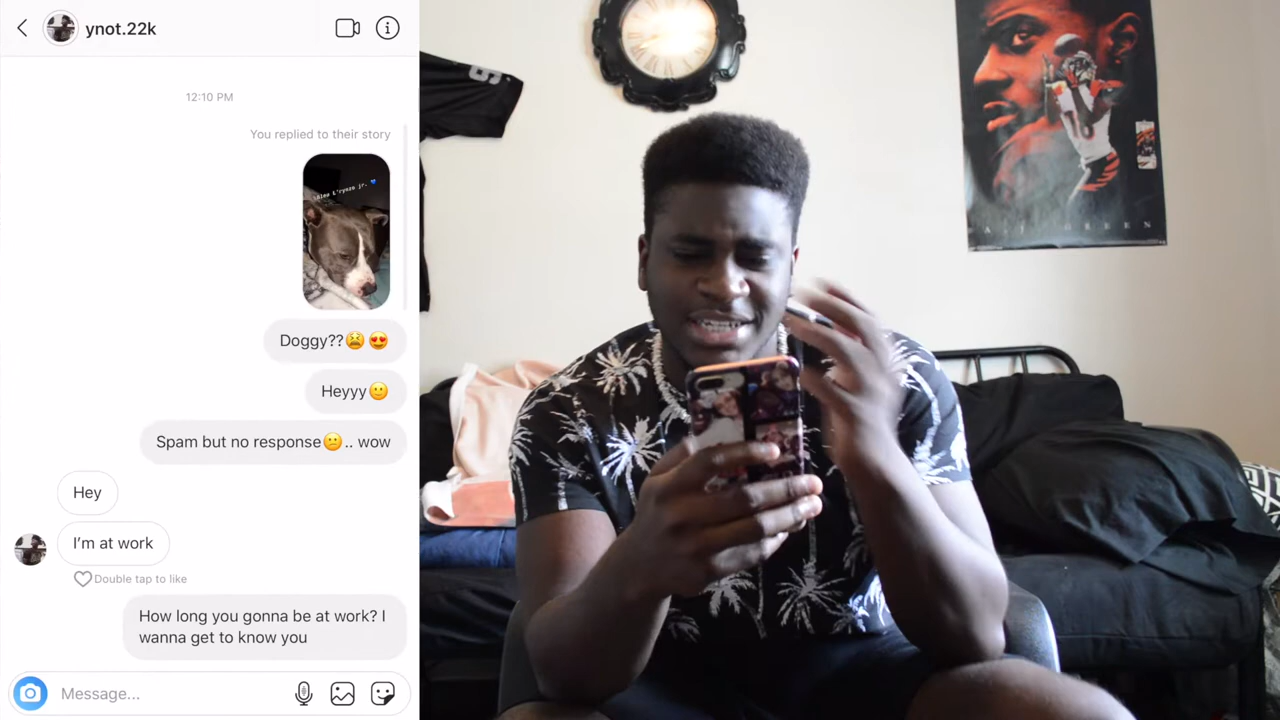 ynot.22k
12:10 PM
You replied to their story
Doggy??😫😍
Heyyy🙂
Spam but no response😕.. wow
Hey
I'm at work
Double tap to like
How long you gonna be at work? I
wanna get to know you
Message...
A.J. GREEN